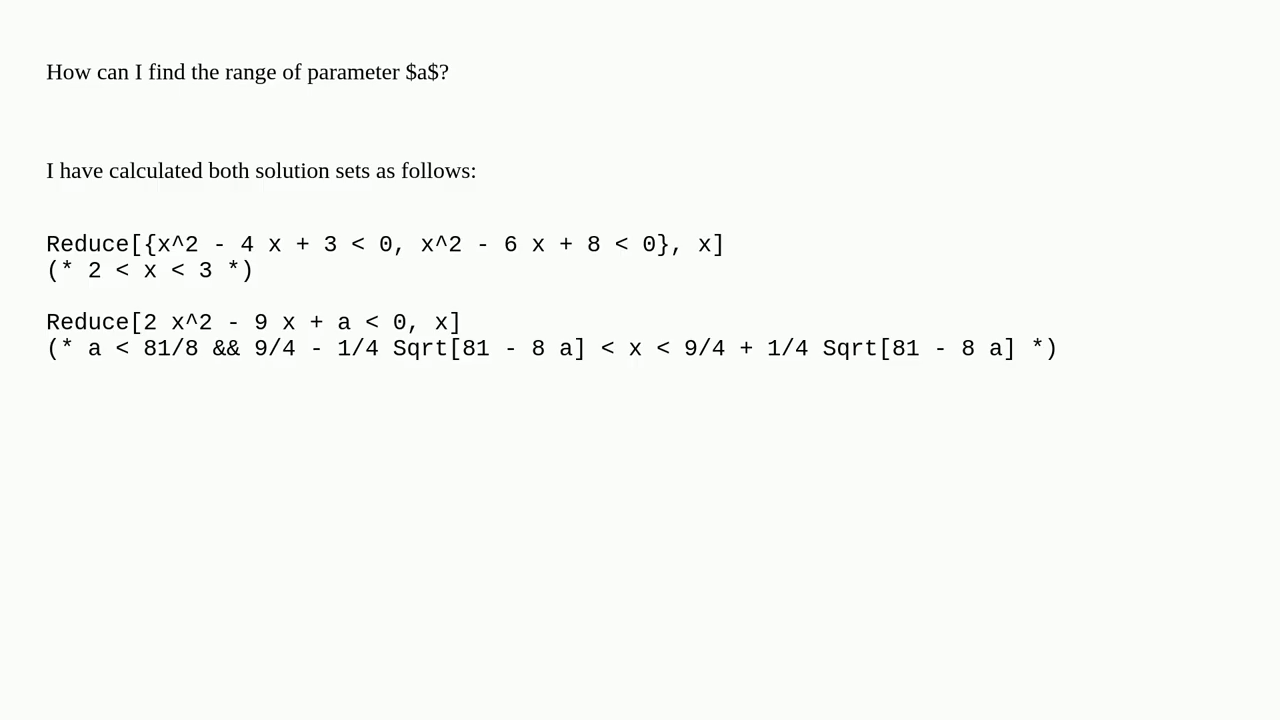 How can I find the range of parameter $a$?
I have calculated both solution sets as follows:
Reduce[{x^2 - 4 x + 3 < 0, x^2 - 6 x + 8 < 0}, x]
(* 2 < x < 3 *)
Reduce[2 x^2 - 9 x + a < 0, x]
(* a < 81/8 && 9/4 - 1/4 Sqrt[81 - 8 a] < x < 9/4 + 1/4 Sqrt[81 - 8 a] *)